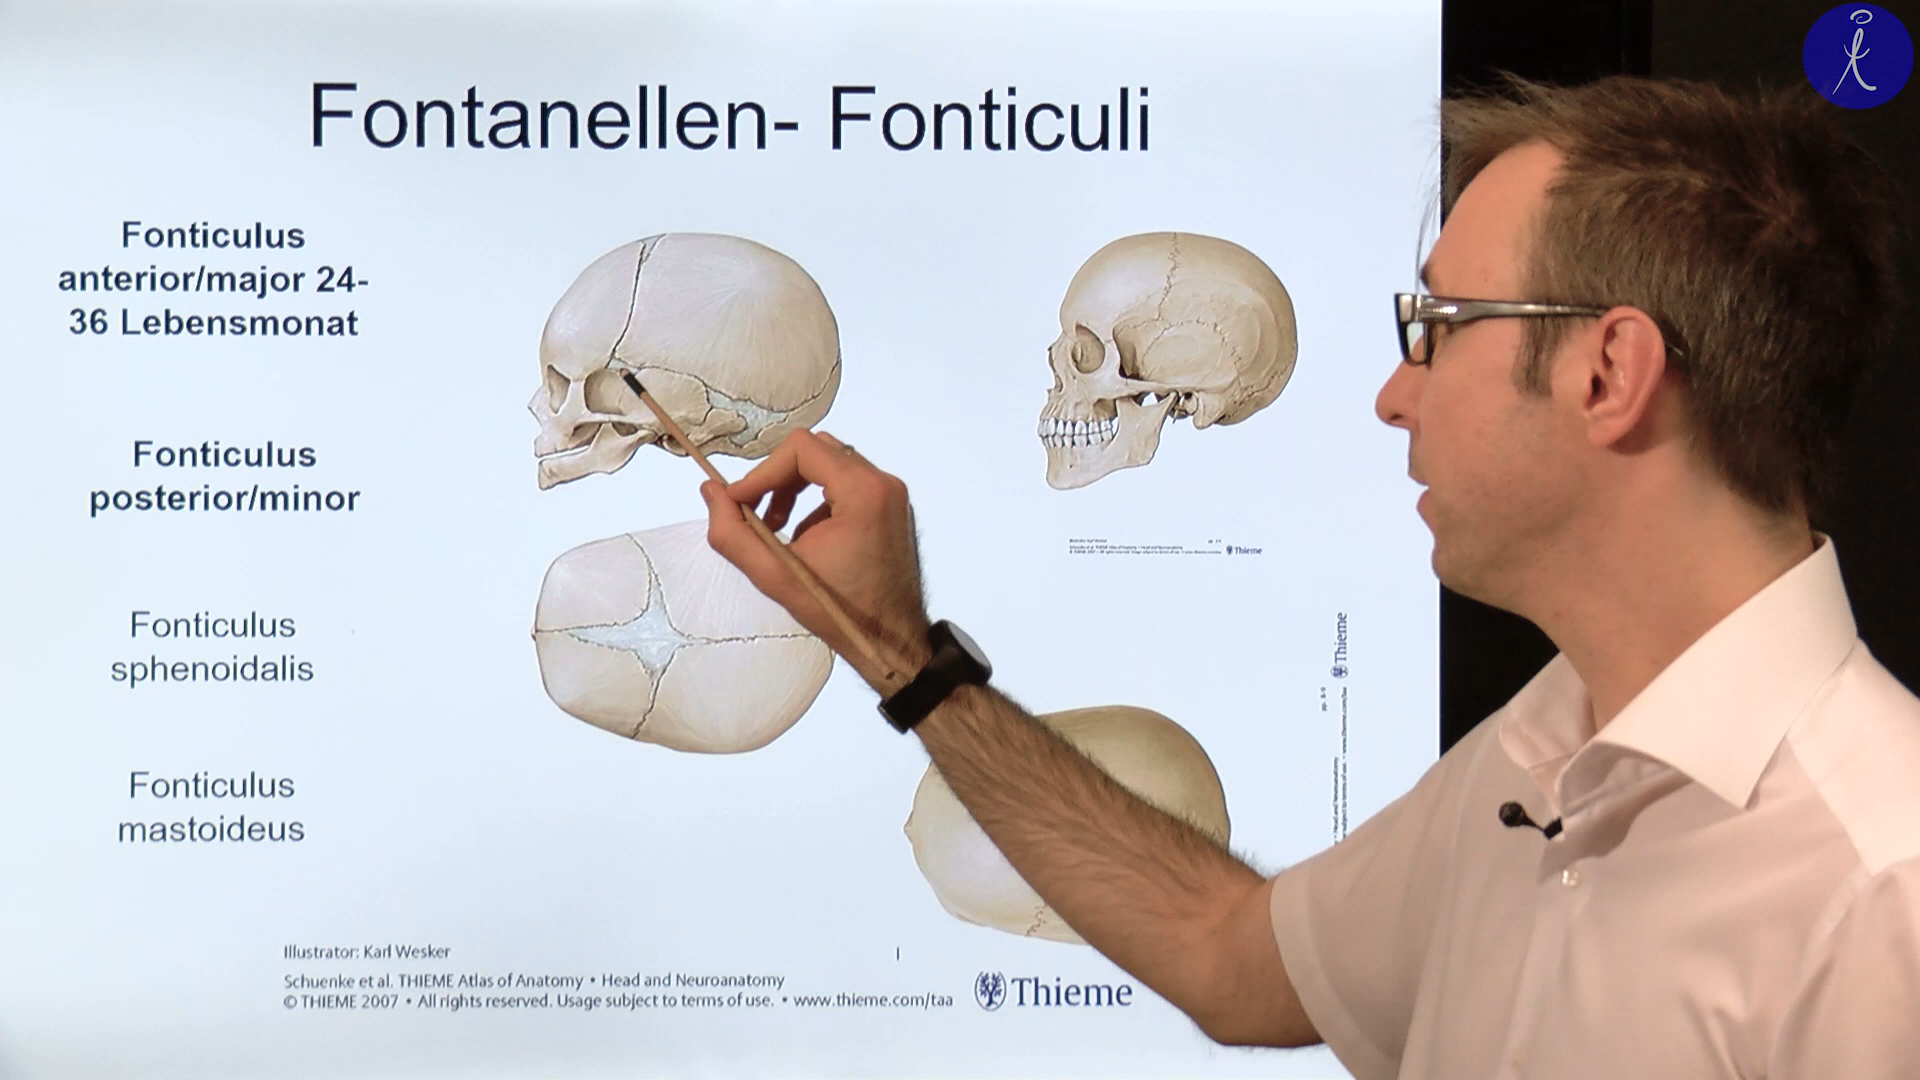 Fontanellen- Fonticuli
Fonticulus
anterior/major 24-
36 Lebensmonat
Fonticulus
posterior/minor
Fonticulus
sphenoidalis
Fonticulus
mastoideus
Thieme
Thieme
Illustrator: Karl Wesker
Schuenke et al. THIEME Atlas of Anatomy • Head and Neuroanatomy
© THIEME 2007 • All rights reserved. Usage subject to terms of use. • www.thieme.com/taa
Thieme